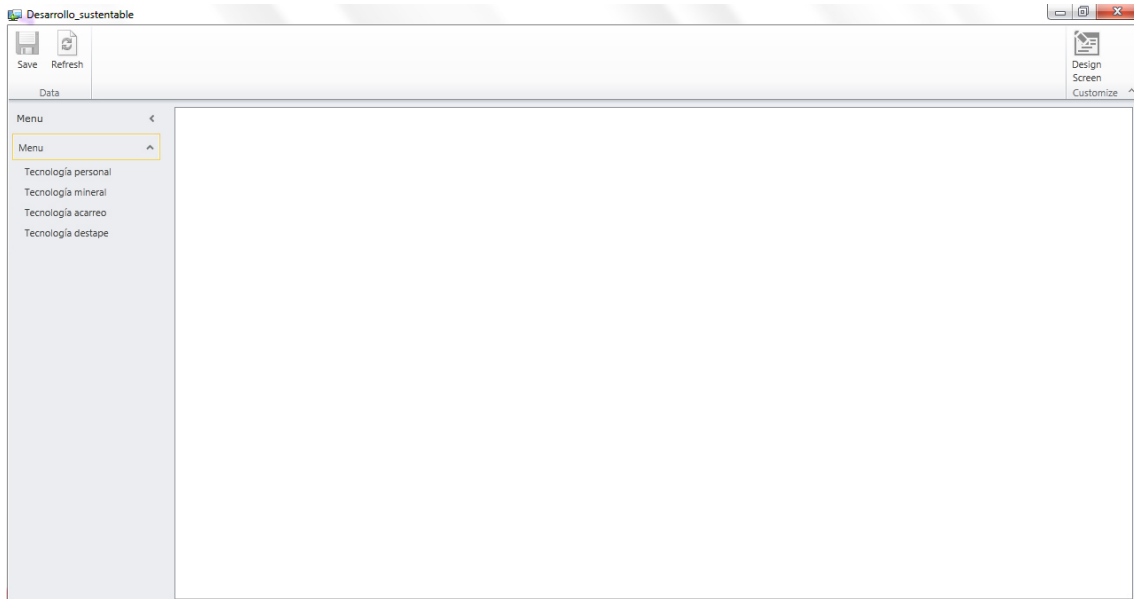 Desarrollo_sustentable
Save Refresh
Data
Design
Screen
Customize
Menu
Menu
Tecnología personal
Tecnología mineral
Tecnología acarreo
Tecnología destape